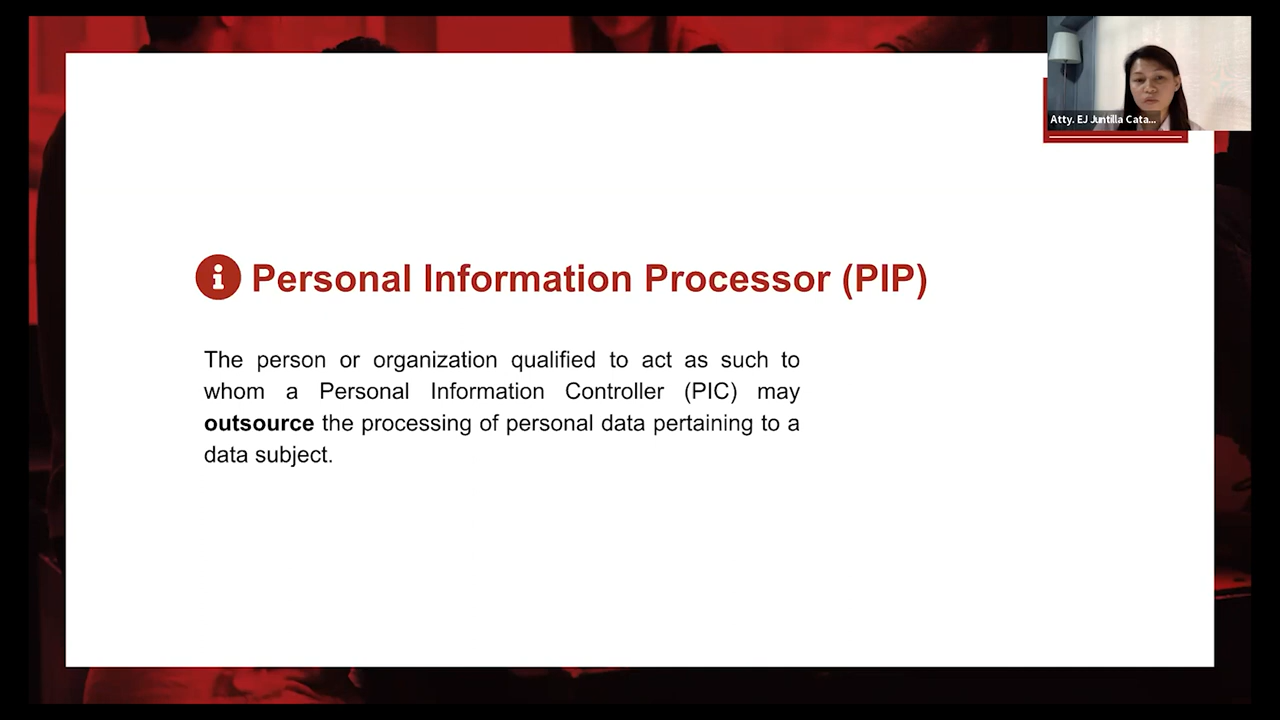 Atty. EJ Juntilla Cata...
Personal Information Processor (PIP)
The person or organization qualified to act as such to
whom a Personal Information Controller (PIC) may
outsource the processing of personal data pertaining to a
data subject.